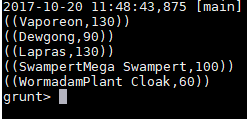 2017-10-20 11:48:43,875 [main]
((Vaporeon,130))
((Dewgong,90))
((Lapras,130))
((SwampertMega Swampert,100))
((WormadamPlant Cloak,60))
grunt>